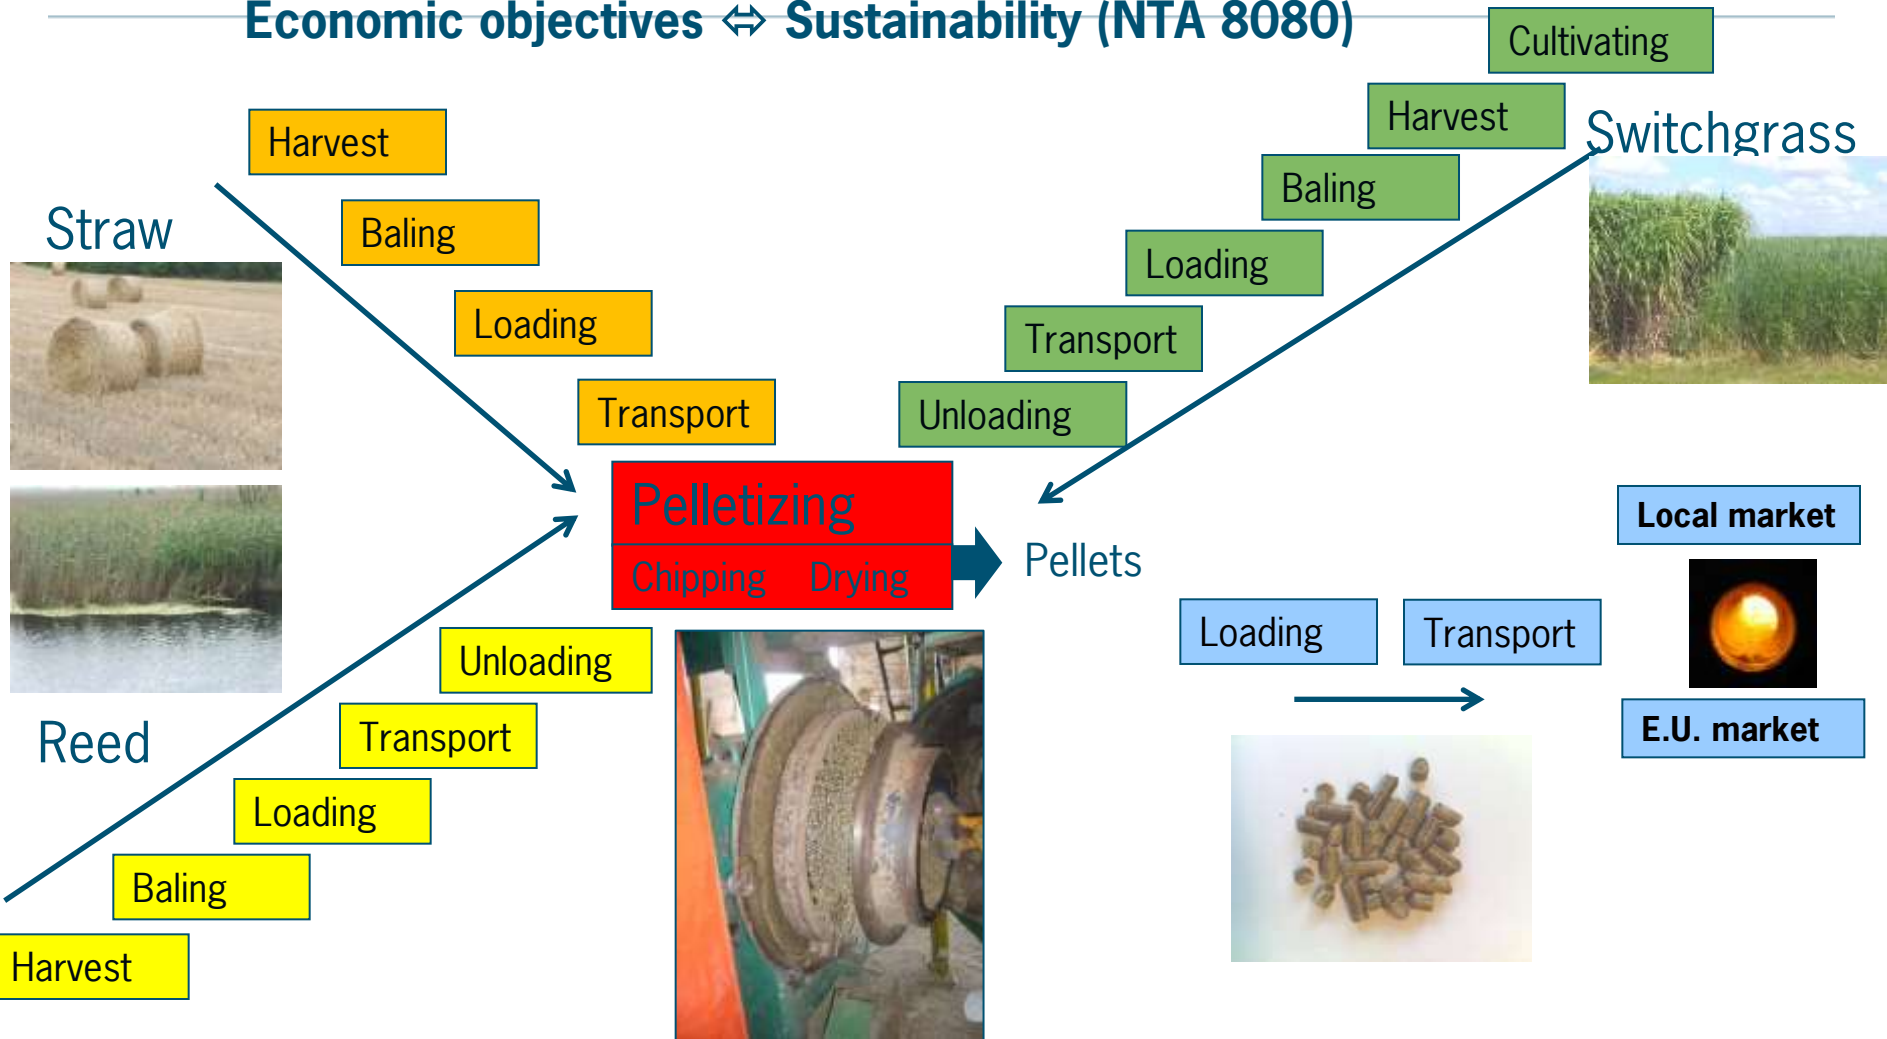 Economic objectives ⇔ Sustainability (NTA 8080)
Cultivating
Harvest
Switchgrass
Baling
Loading
Transport
Unloading
Harvest
Straw
Baling
Loading
Transport
Pelletizing
Chipping Drying
Pellets
Reed
Unloading
Transport
Loading
Baling
Harvest
Loading
Transport
Local market
E.U. market